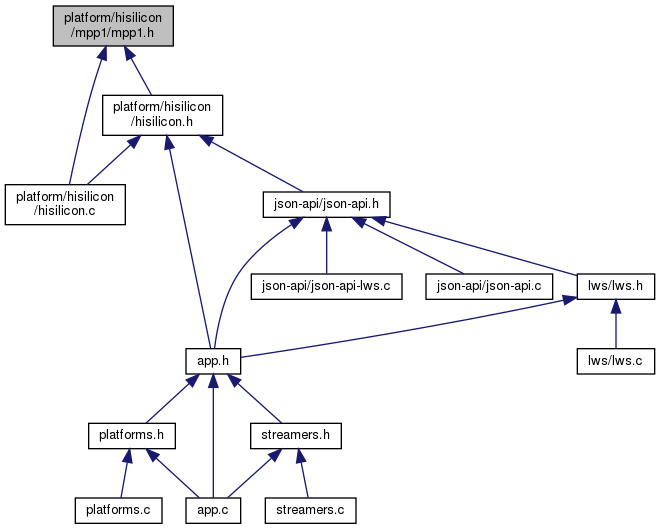 platform/hisilicon
/mpp1/mpp1.h
platform/hisilicon
/hisilicon.h
platform/hisilicon
/hisilicon.c
json-api/json-api.h
json-api/json-api-lws.c
json-api/json-api.c
lws/lws.h
app.h
lws/lws.c
platforms.h
streamers.h
platforms.c
app.c
streamers.c